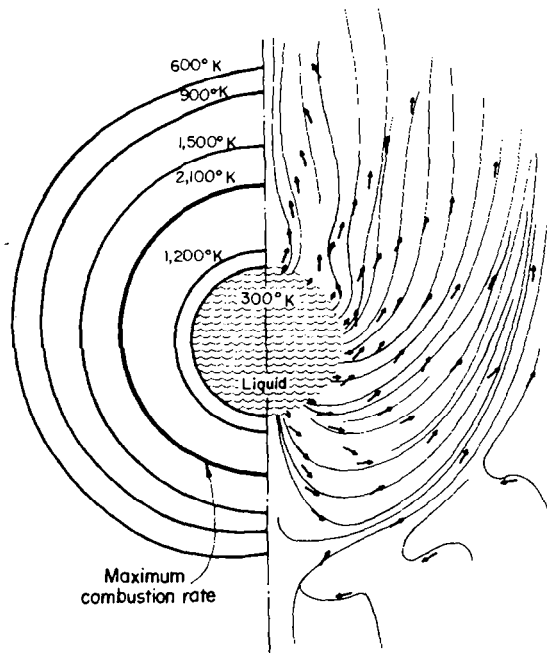 600° K
900° K
1,500° K
2,100° K
1,200° K
300° K
Liquid
Maximum
combustion rate